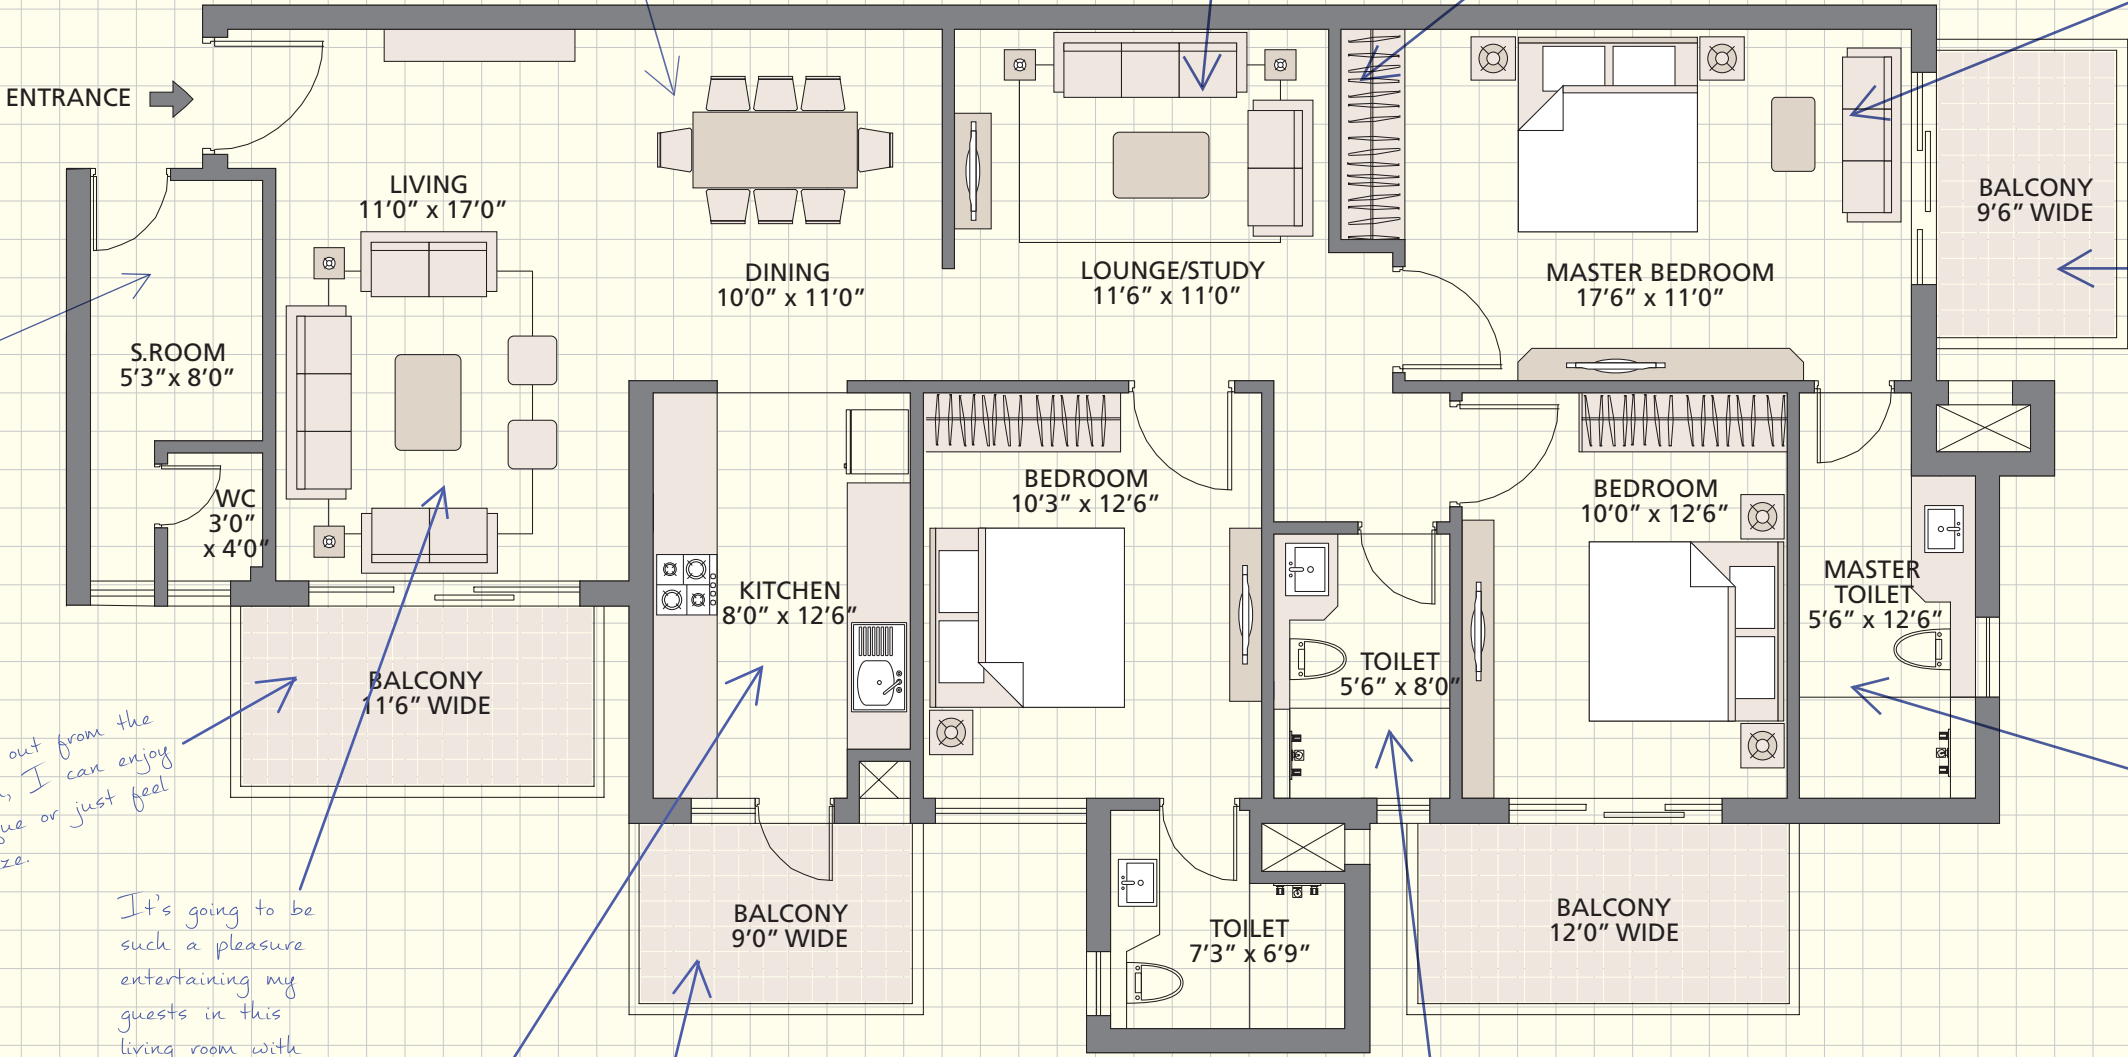 ENTRANCE
LIVING
11’0” x 17’0”
DINING
10’0” x 11’0”
LOUNGE/STUDY
11’6” x 11’0”
MASTER BEDROOM
17’6” x 11’0”
BALCONY
9’6” WIDE
S.ROOM
5’3”x 8’0”
WC
3’0”
x 4’0”
KITCHEN
8’0” x 12’6”
BEDROOM
10’3” x 12’6”
TOILET
5’6” x 8’0”
BEDROOM
10’0” x 12’6”
MASTER
TOILET
5’6” x 12’6”
BALCONY
11’6” WIDE
out from the
I can enjoy
or just feel
BALCONY
9’0” WIDE
TOILET
7’3” x 6’9”
BALCONY
12’0” WIDE
It's going to be
such a pleasure
entertaining my
guests in this
living room with